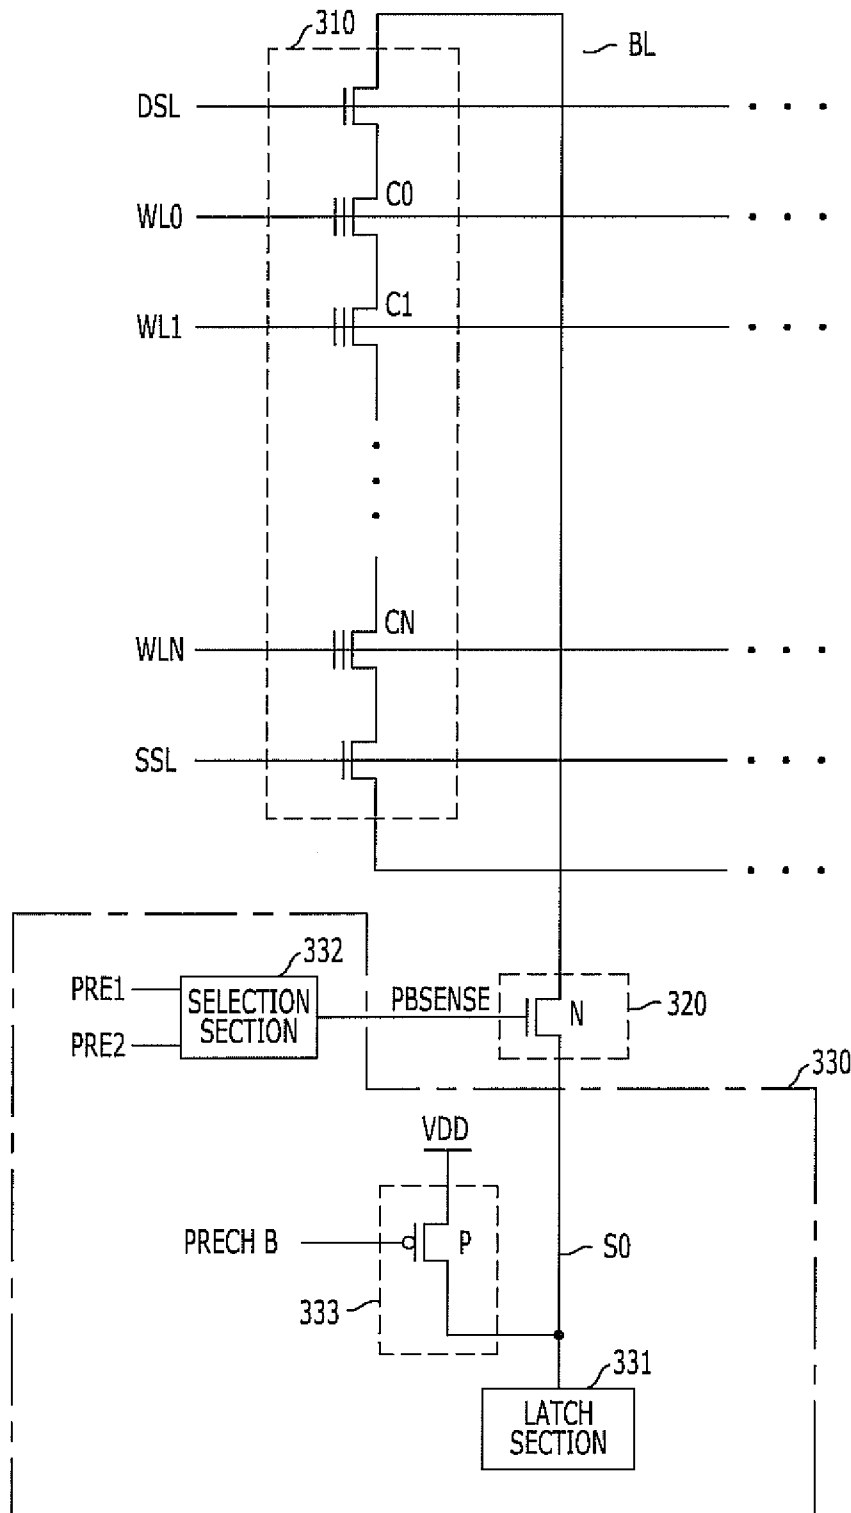 310
BL
DSL
C0
WL0
C1
WL1
CN
WLN
SSL
332
PRE1
SELECTION
SECTION
PBSENSE
N
320
PRE2
330
VDD
PRECH B
P
S0
333
331
LATCH
SECTION